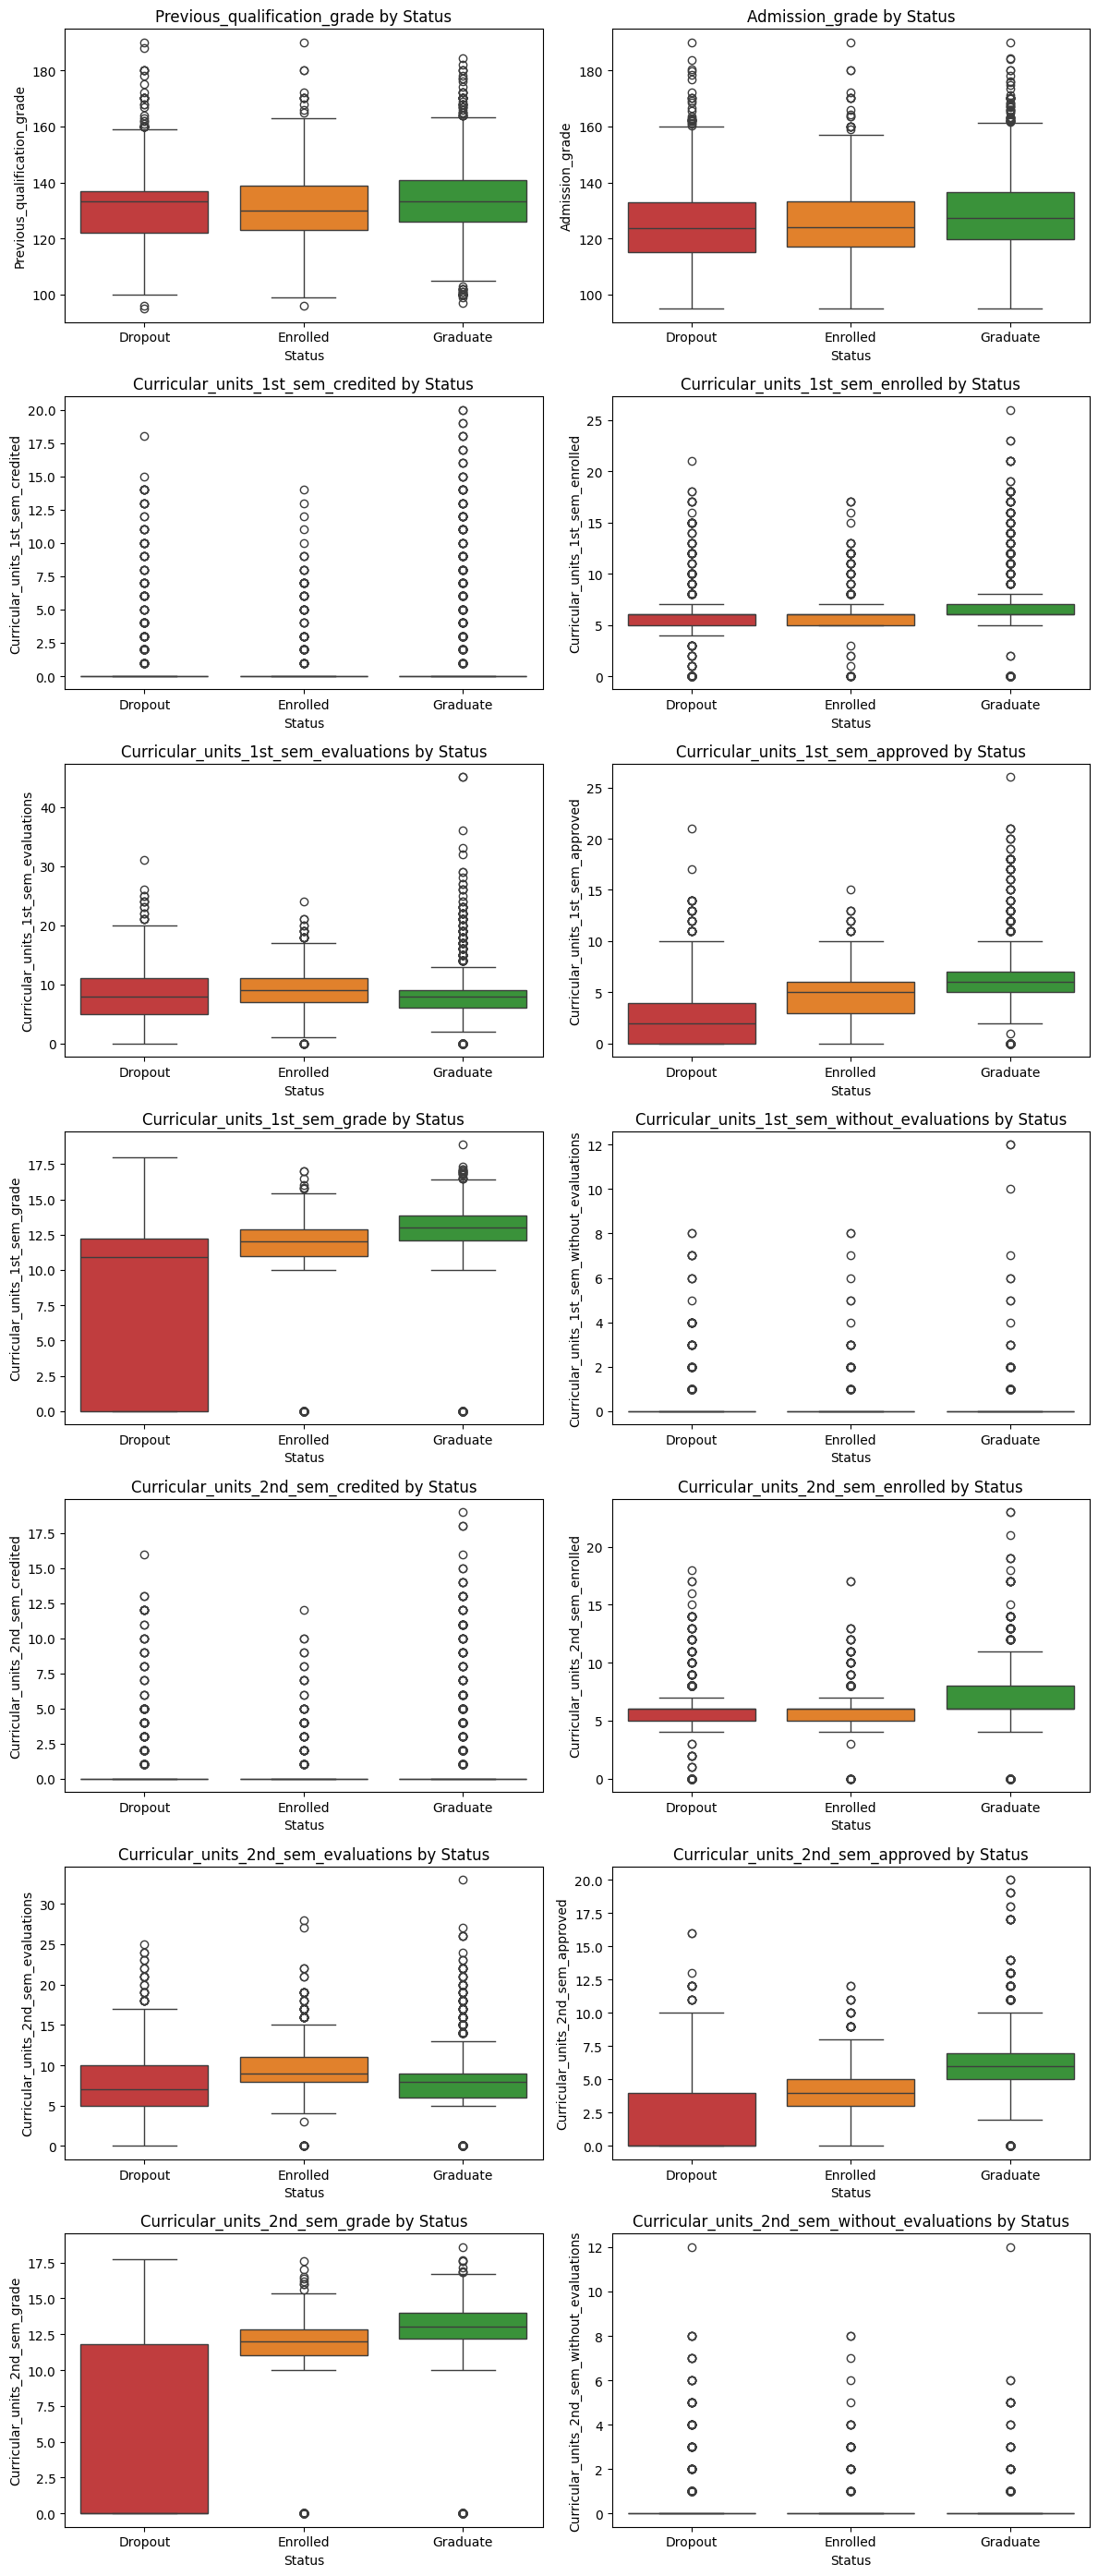 Previous_qualification_grade by Status
Previous_qualification_grade
180
160
140
120
100
Dropout Enrolled Graduate
Status
Admission_grade by Status
Admission_grade
180
160
140
120
100
Dropout Enrolled Graduate
Status
Curricular_units_1st_sem_credited by Status
Curricular_units_1st_sem_credited
20.0
17.5
15.0
12.5
10.0
7.5
5.0
2.5
0.0
Dropout Enrolled Graduate
Status
Curricular_units_1st_sem_enrolled by Status
Curricular_units_1st_sem_enrolled
25
20
15
10
5
0
Dropout Enrolled Graduate
Status
Curricular_units_1st_sem_evaluations by Status
Curricular_units_1st_sem_evaluations
40
30
20
10
0
Dropout Enrolled Graduate
Status
Curricular_units_1st_sem_approved by Status
Curricular_units_1st_sem_approved
25
20
15
10
5
0
Dropout Enrolled Graduate
Status
Curricular_units_1st_sem_grade by Status
Curricular_units_1st_sem_grade
17.5
15.0
12.5
10.0
7.5
5.0
2.5
0.0
Dropout Enrolled Graduate
Status
Curricular_units_1st_sem_without_evaluations by Status
Curricular_units_1st_sem_without_evaluations
12
10
8
6
4
2
0
Dropout Enrolled Graduate
Status
Curricular_units_2nd_sem_credited by Status
Curricular_units_2nd_sem_credited
17.5
15.0
12.5
10.0
7.5
5.0
2.5
0.0
Dropout Enrolled Graduate
Status
Curricular_units_2nd_sem_enrolled by Status
Curricular_units_2nd_sem_enrolled
20
15
10
5
0
Dropout Enrolled Graduate
Status
Curricular_units_2nd_sem_evaluations by Status
Curricular_units_2nd_sem_evaluations
30
25
20
15
10
5
0
Dropout Enrolled Graduate
Status
Curricular_units_2nd_sem_approved by Status
Curricular_units_2nd_sem_approved
20.0
17.5
15.0
12.5
10.0
7.5
5.0
2.5
0.0
Dropout Enrolled Graduate
Status
Curricular_units_2nd_sem_grade by Status
Curricular_units_2nd_sem_grade
17.5
15.0
12.5
10.0
7.5
5.0
2.5
0.0
Dropout Enrolled Graduate
Status
Curricular_units_2nd_sem_without_evaluations by Status
Curricular_units_2nd_sem_without_evaluations
12
10
8
6
4
2
0
Dropout Enrolled Graduate
Status